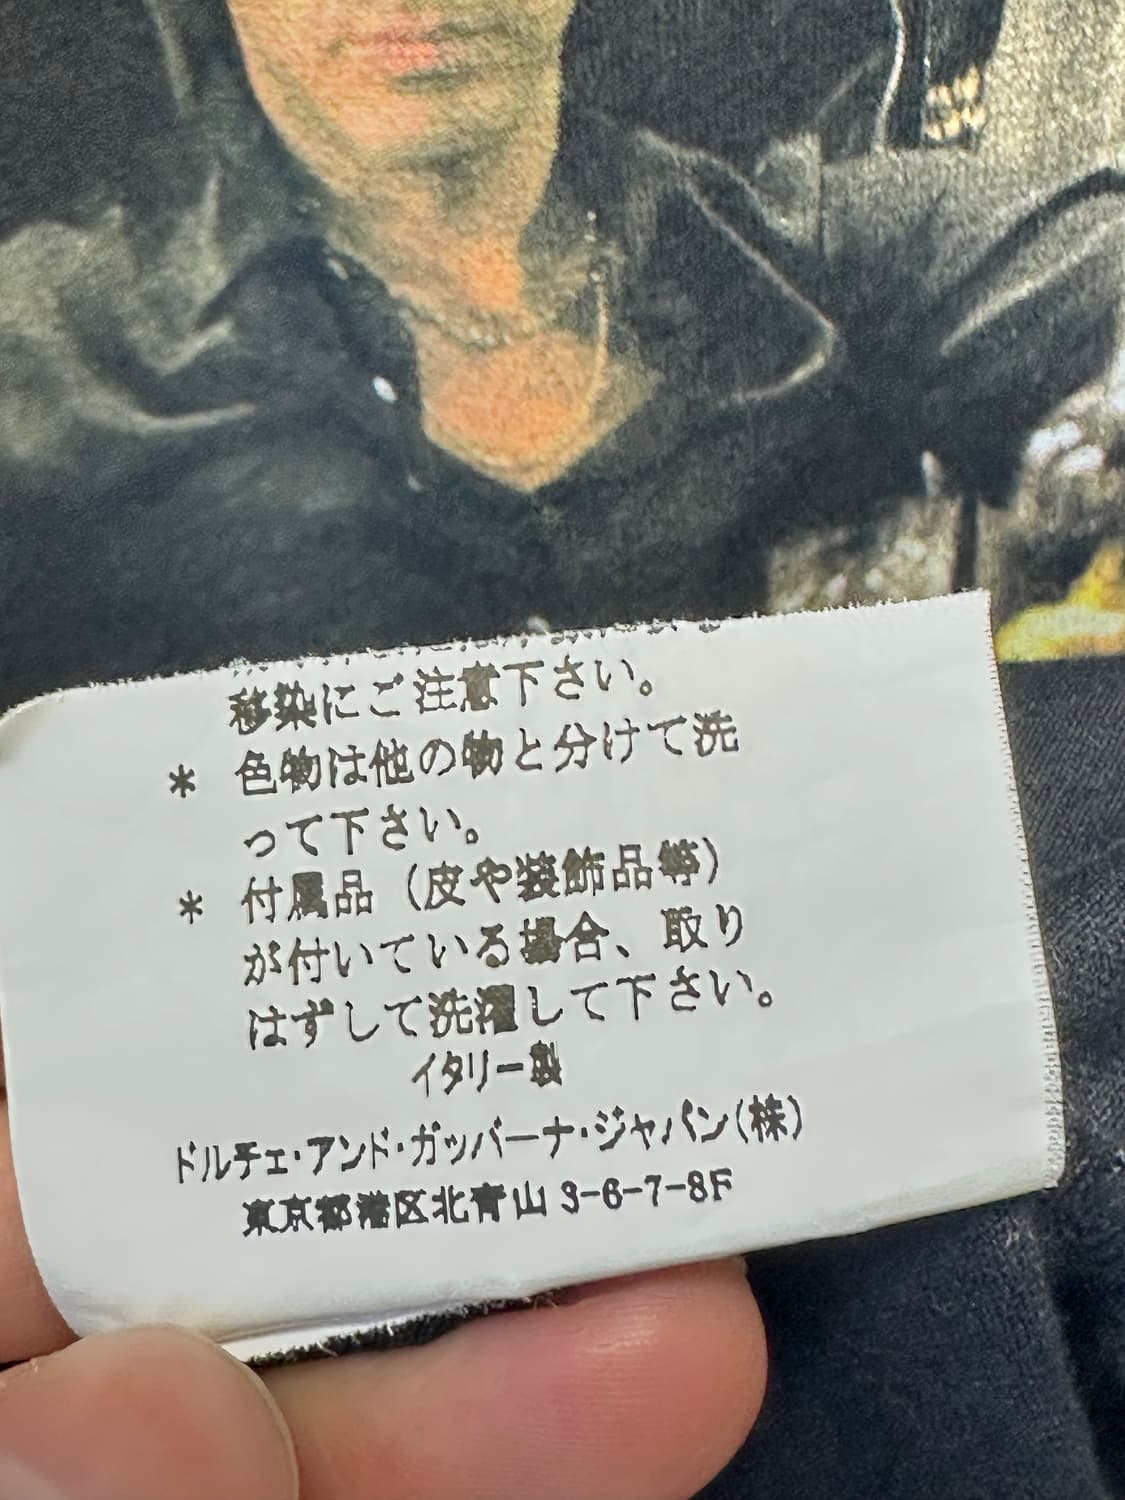 移染にご注意下さい。
* 色物は他の物と分けて洗
って下さい。
* 付属品（皮や装飾品等）
が付いている場合、取り
はずして洗濯して下さい。
イタリー製
ドルチェ・アンド・ガッバーナ・ジャパン(株)
東京都港区北青山 3-6-7-8F